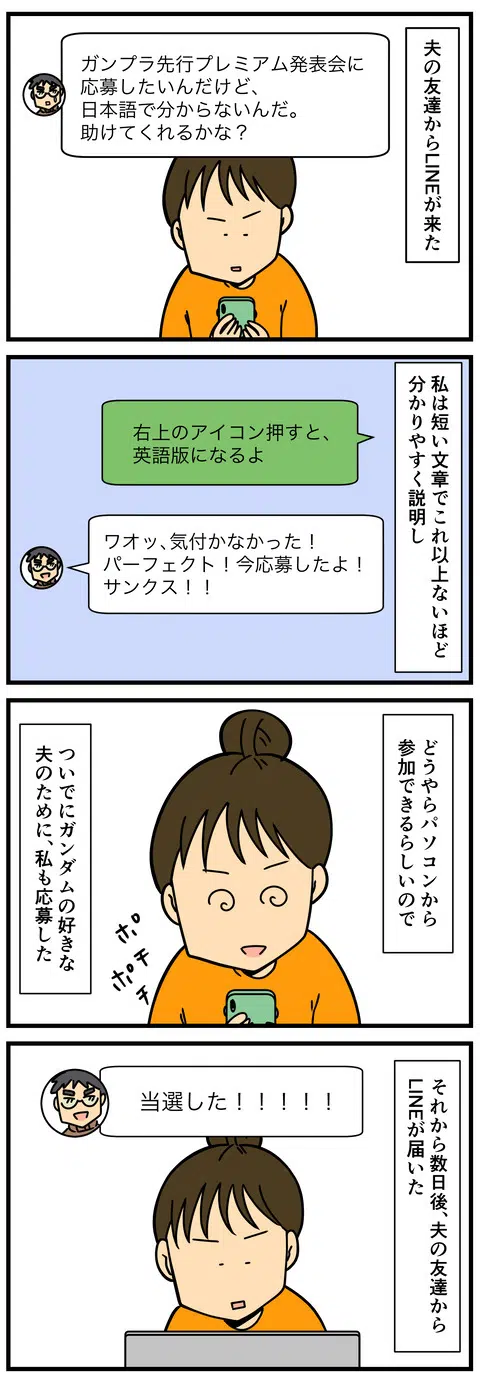 夫の友達からLINEが来た
ガンプラ先行プレミアム発表会に
応募したいんだけど、
日本語で分からないんだ。
助けてくれるかな？
私は短い文章でこれ以上ないほど
分かりやすく説明し
右上のアイコン押すと、
英語版になるよ
ワオッ、気付かなかった！
パーフェクト！今応募したよ！
サンクス！！
どうやらパソコンから
参加できるらしいので
ポチ
ポチ
ついでにガンダムの好きな
夫のために、私も応募した
それから数日後、夫の友達から
LINEが届いた
当選した！！！！！